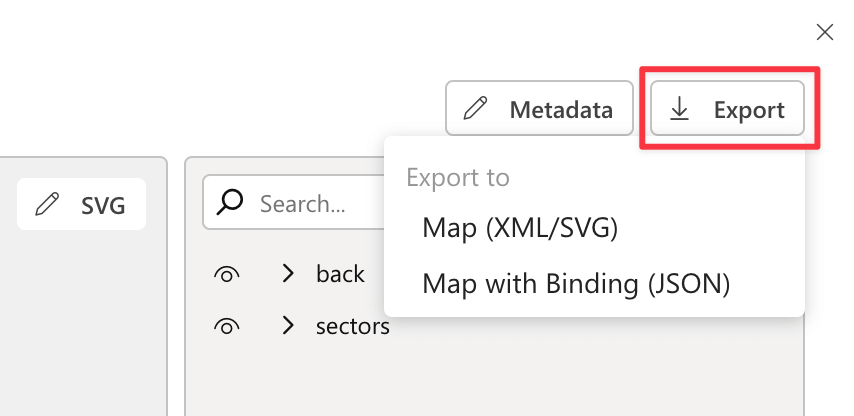 Metadata
Export
SVG
Search...
Export to
Map (XML/SVG)
Map with Binding (JSON)
back
sectors